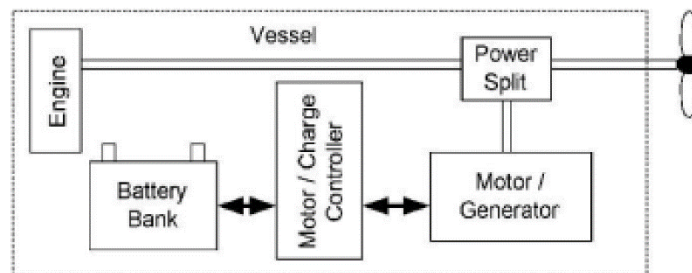 Vessel
Engine
Power
Split
Battery
Bank
Motor / Charge
Controller
Motor /
Generator